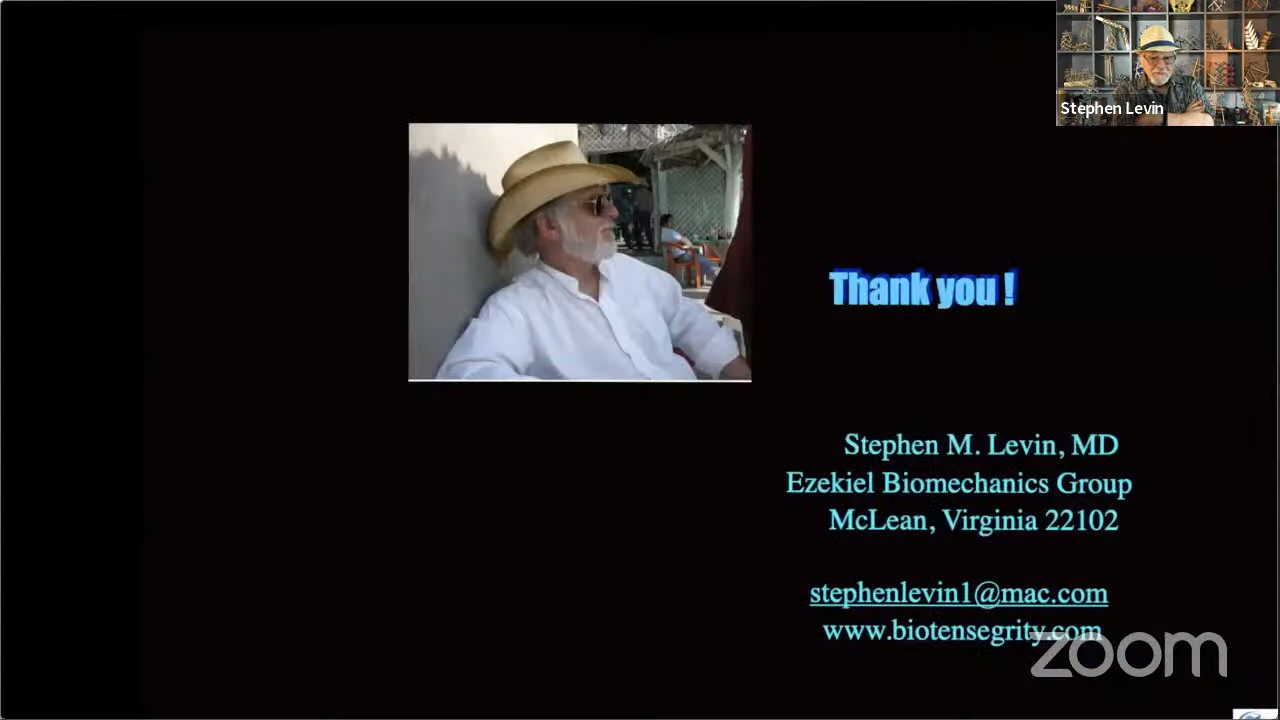 Stephen Levin
Thank you !
Stephen M. Levin, MD
Ezekiel Biomechanics Group
McLean, Virginia 22102
stephenlevin1@mac.com
www.biotensegrity.com
zoom